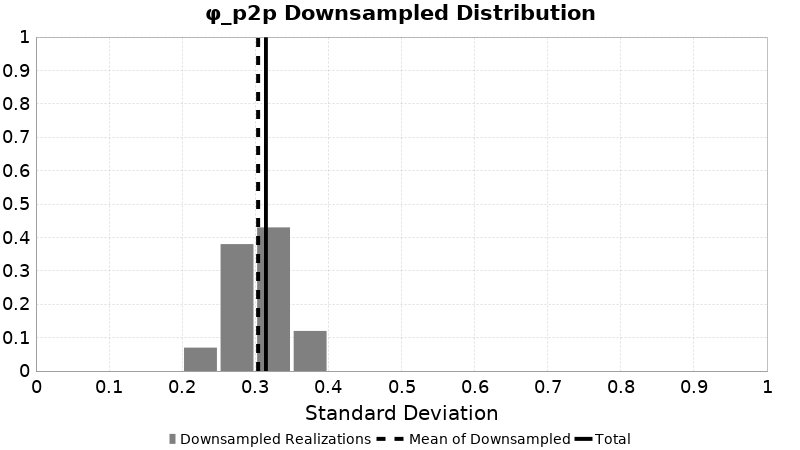 φ_p2p Downsampled Distribution
1
0.9
0.8
0.7
0.6
0.5
0.4
0.3
0.2
0.1
0
0 0.1 0.2 0.3 0.4 0.5 0.6 0.7 0.8 0.9 1
Standard Deviation
Downsampled Realizations Mean of Downsampled Total